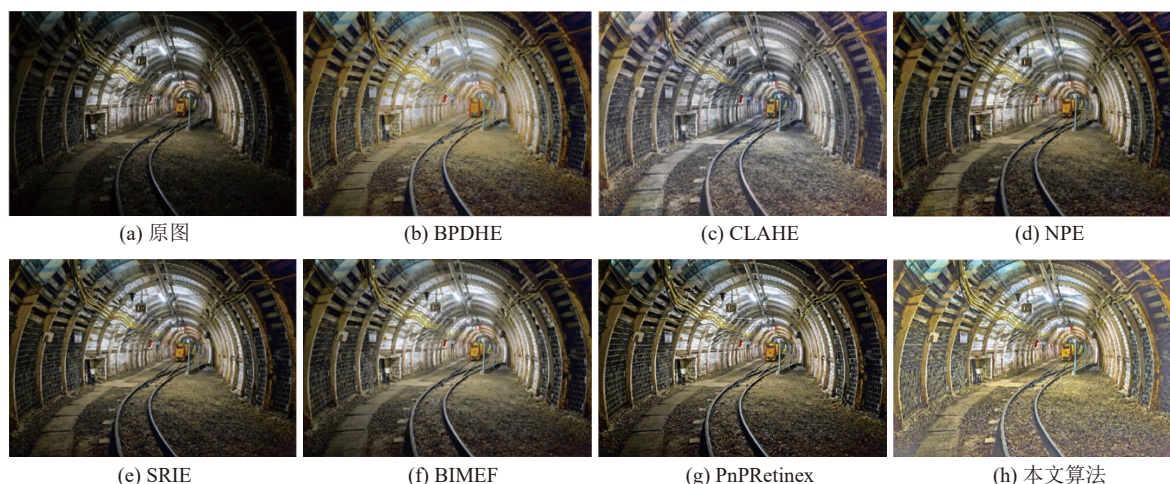 (a) 原图
(b) BPDHE
(c) CLAHE
(d) NPE
(e) SRIE
(f) BIMEF
(g) PnPRetinex
(h) 本文算法